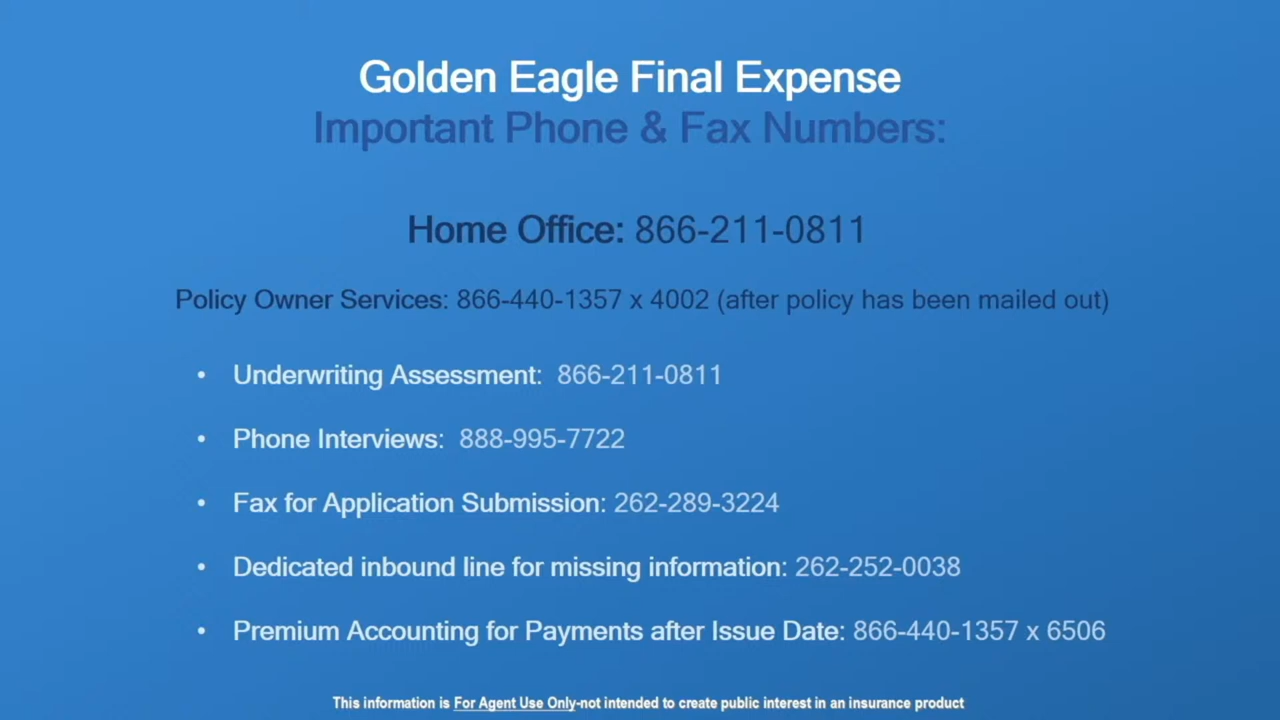 Golden Eagle Final Expense
Important Phone & Fax Numbers:
Home Office: 866-211-0811
Policy Owner Services: 866-440-1357 x 4002 (after policy has been mailed out)
• Underwriting Assessment: 866-211-0811
• Phone Interviews: 888-995-7722
• Fax for Application Submission: 262-289-3224
• Dedicated inbound line for missing information: 262-252-0038
• Premium Accounting for Payments after Issue Date: 866-440-1357 x 6506
This information is For Agent Use Only-not intended to create public interest in an insurance product